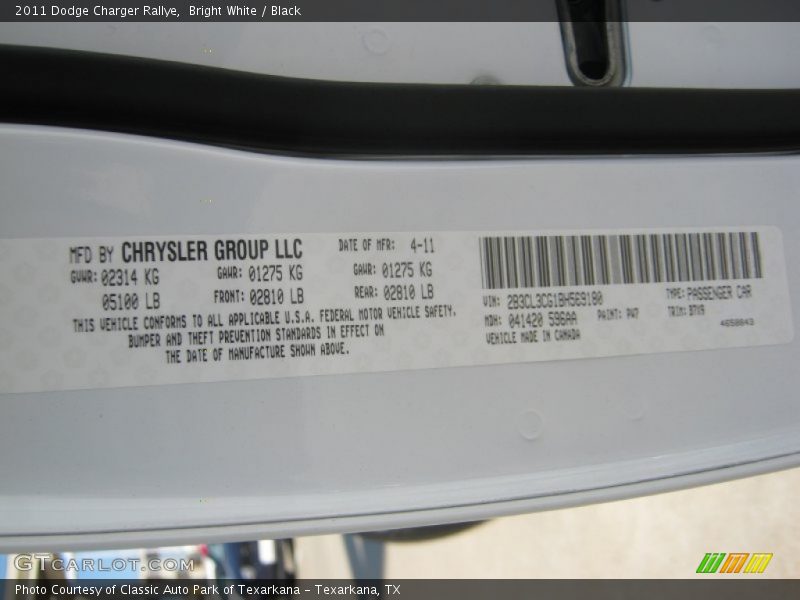 2011 Dodge Charger Rallye, Bright White / Black
MFD BY CHRYSLER GROUP LLC
DATE OF MFR: 4-11
GVWR: 02314 KG
GAWR: 01275 KG
GAWR: 01275 KG
05100 LB
FRONT: 02810 LB
REAR: 02810 LB
THIS VEHICLE CONFORMS TO ALL APPLICABLE U.S.A. FEDERAL MOTOR VEHICLE SAFETY.
BUMPER AND THEFT PREVENTION STANDARDS IN EFFECT ON
THE DATE OF MANUFACTURE SHOWN ABOVE.
VIN: 2B3CL3CG1BH569180
TYPE: PASSENGER CAR
MDH: 041420 596AA
PAINT: PW7
TRIM: B7X9
VEHICLE MADE IN CANADA
4658843
GTCARLOT.COM
Photo Courtesy of Classic Auto Park of Texarkana - Texarkana, TX